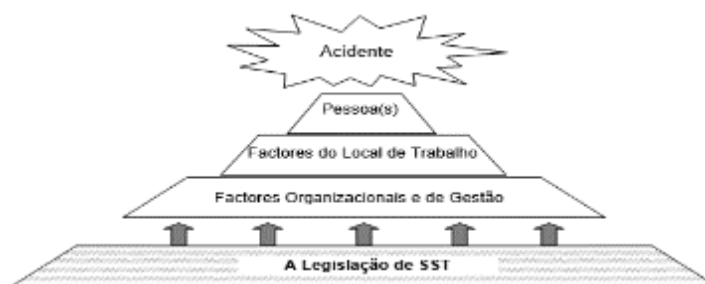 Acidente
Pessoa(s)
Factores do Local de Trabalho
Factores Organizacionais e de Gestão
A Legislação de SST